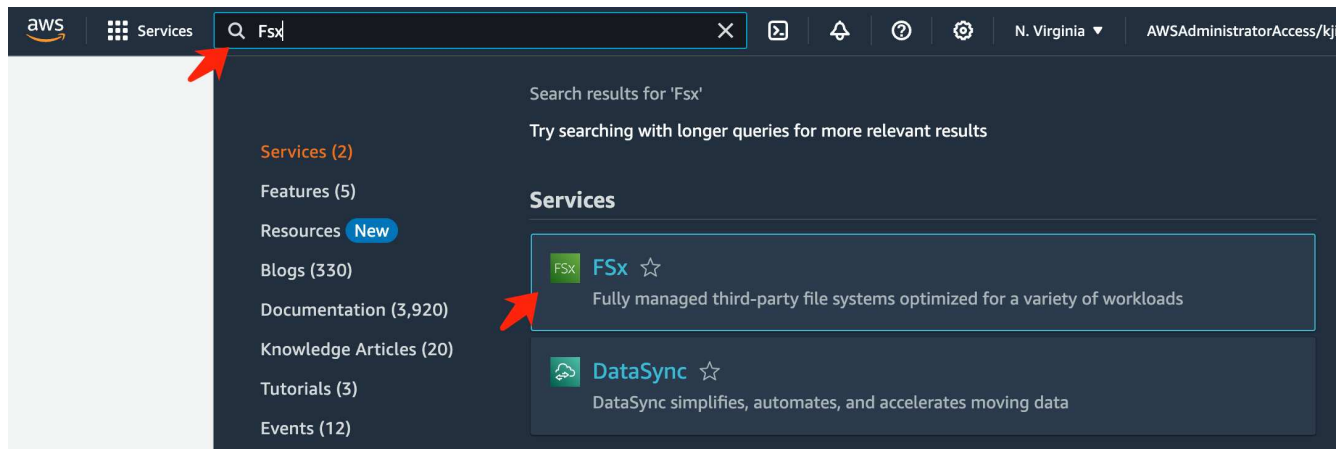 aws
Services
Fsx
N. Virginia
AWSAdministratorAccess/kji
Search results for 'Fsx'
Try searching with longer queries for more relevant results
Services (2)
Features (5)
Resources New
Blogs (330)
Documentation (3,920)
Knowledge Articles (20)
Tutorials (3)
Events (12)
Services
FSx FSx
Fully managed third-party file systems optimized for a variety of workloads
DataSync
DataSync simplifies, automates, and accelerates moving data